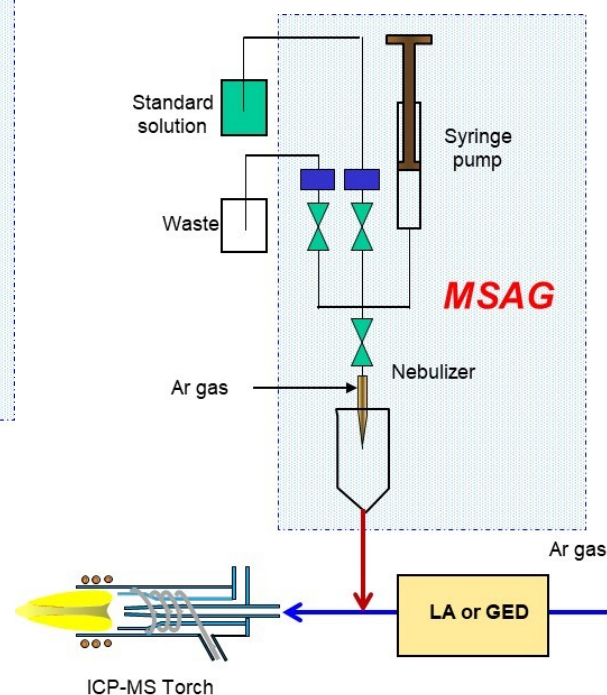 Standard
solution
Syringe
pump
Waste
MSAG
Nebulizer
Ar gas
Ar gas
LA or GED
ICP-MS Torch